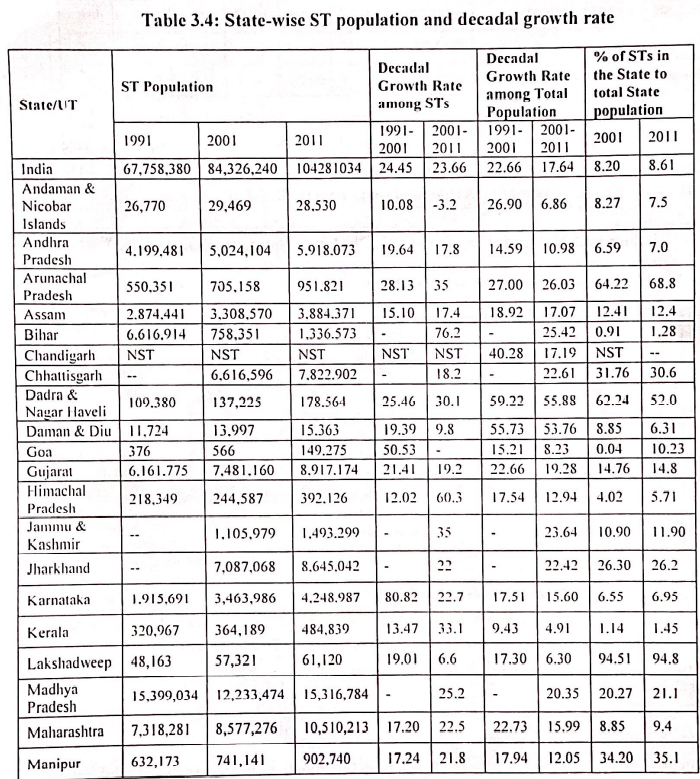 Table 3.4: State-wise ST population and decadal growth rate
State/UT | ST Population | Decadal Growth Rate among STs | Decadal Growth Rate among Total Population | % of STs in the State to total State population
1991 | 2001 | 2011 | 1991-2001 | 2001-2011 | 1991-2001 | 2001-2011 | 2001 | 2011
India | 67,758,380 | 84,326,240 | 104281034 | 24.45 | 23.66 | 22.66 | 17.64 | 8.20 | 8.61
Andaman & Nicobar Islands | 26,770 | 29,469 | 28,530 | 10.08 | -3.2 | 26.90 | 6.86 | 8.27 | 7.5
Andhra Pradesh | 4.199,481 | 5,024,104 | 5.918.073 | 19.64 | 17.8 | 14.59 | 10.98 | 6.59 | 7.0
Arunachal Pradesh | 550,351 | 705,158 | 951.821 | 28.13 | 35 | 27.00 | 26.03 | 64.22 | 68.8
Assam | 2.874,441 | 3,308,570 | 3.884,371 | 15.10 | 17.4 | 18.92 | 17.07 | 12.41 | 12.4
Bihar | 6.616,914 | 758,351 | 1,336.573 | - | 76.2 | - | 25.42 | 0.91 | 1.28
Chandigarh | NST | NST | NST | NST | NST | 40.28 | 17.19 | NST | --
Chhattisgarh | -- | 6,616,596 | 7,822.902 | - | 18.2 | - | 22.61 | 31.76 | 30.6
Dadra & Nagar Haveli | 109,380 | 137,225 | 178.564 | 25.46 | 30.1 | 59.22 | 55.88 | 62.24 | 52.0
Daman & Diu | 11,724 | 13,997 | 15.363 | 19.39 | 9.8 | 55.73 | 53.76 | 8.85 | 6.31
Goa | 376 | 566 | 149.275 | 50.53 | - | 15.21 | 8.23 | 0.04 | 10.23
Gujarat | 6.161.775 | 7,481.160 | 8,917.174 | 21.41 | 19.2 | 22.66 | 19.28 | 14.76 | 14.8
Himachal Pradesh | 218,349 | 244,587 | 392.126 | 12.02 | 60.3 | 17.54 | 12.94 | 4.02 | 5.71
Jammu & Kashmir | -- | 1,105,979 | 1,493.299 | - | 35 | - | 23.64 | 10.90 | 11.90
Jharkhand | -- | 7,087,068 | 8,645,042 | - | 22 | - | 22.42 | 26.30 | 26.2
Karnataka | 1.915,691 | 3,463,986 | 4,248.987 | 80.82 | 22.7 | 17.51 | 15.60 | 6.55 | 6.95
Kerala | 320,967 | 364,189 | 484,839 | 13.47 | 33.1 | 9.43 | 4.91 | 1.14 | 1.45
Lakshadweep | 48,163 | 57,321 | 61,120 | 19.01 | 6.6 | 17.30 | 6.30 | 94.51 | 94.8
Madhya Pradesh | 15,399,034 | 12,233,474 | 15,316,784 | - | 25.2 | - | 20.35 | 20.27 | 21.1
Maharashtra | 7,318,281 | 8,577,276 | 10,510,213 | 17.20 | 22.5 | 22.73 | 15.99 | 8.85 | 9.4
Manipur | 632,173 | 741,141 | 902,740 | 17.24 | 21.8 | 17.94 | 12.05 | 34.20 | 35.1